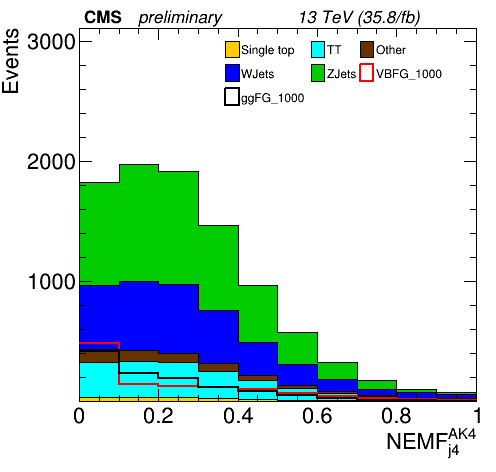 CMS preliminary 13 TeV (35.8/fb)
Events
3000
2000
1000
Single top TT Other
WJets ZJets VBFG_1000
ggFG_1000
0 0.2 0.4 0.6 0.8 1
NEMF^AK4_j4